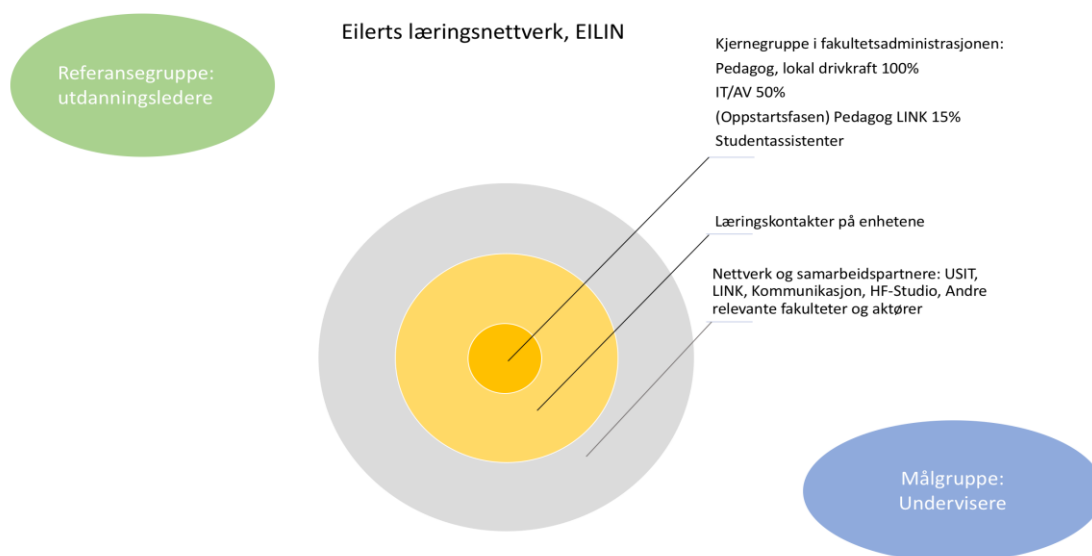 Eilerts læringsnettverk, EILIN
Referansegruppe:
utdanningsledere
Kjernegruppe i fakultetsadministrasjonen:
Pedagog, lokal drivkraft 100%
IT/AV 50%
(Oppstartsfasen) Pedagog LINK 15%
Studentassistenter
Læringskontakter på enhetene
Nettverk og samarbeidspartnere: USIT,
LINK, Kommunikasjon, HF-Studio, Andre
relevante fakulteter og aktører
Målgruppe:
Undervisere